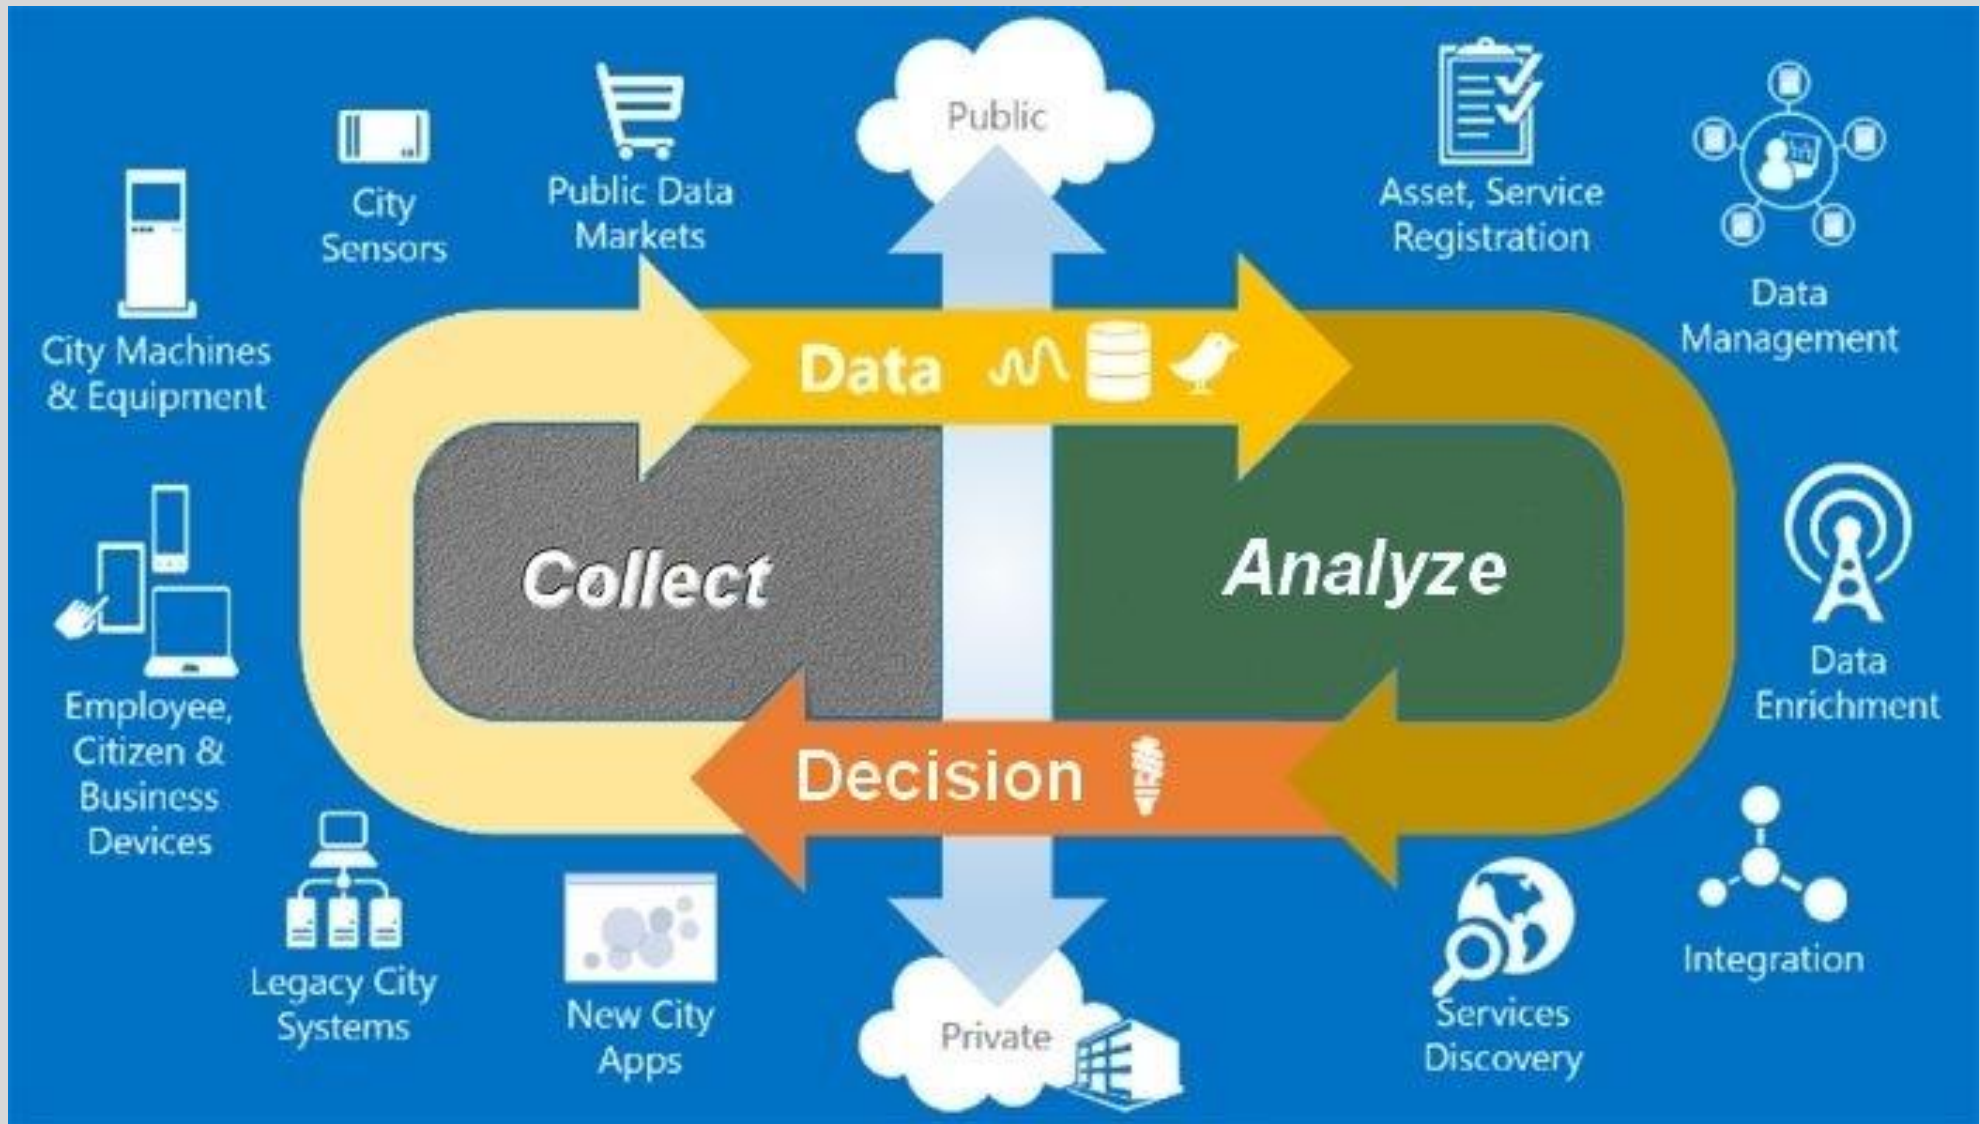 Public
City
Sensors
Public Data
Markets
Asset, Service
Registration
Data
Management
City Machines
& Equipment
Data
Collect
Analyze
Data
Enrichment
Employee,
Citizen &
Business
Devices
Decision
Legacy City
Systems
New City
Apps
Private
Services
Discovery
Integration